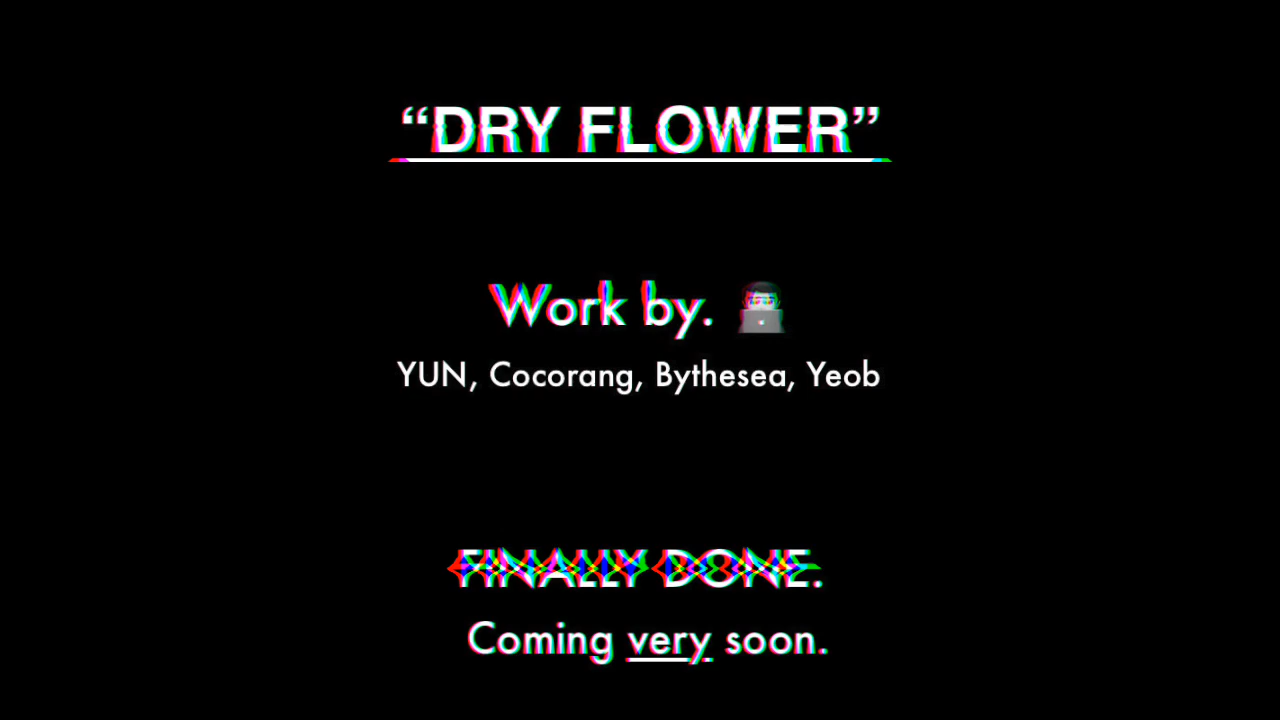 “DRY FLOWER”
Work by.
YUN, Cocorang, Bythesea, Yeob
FINALLY DONE.
Coming very soon.